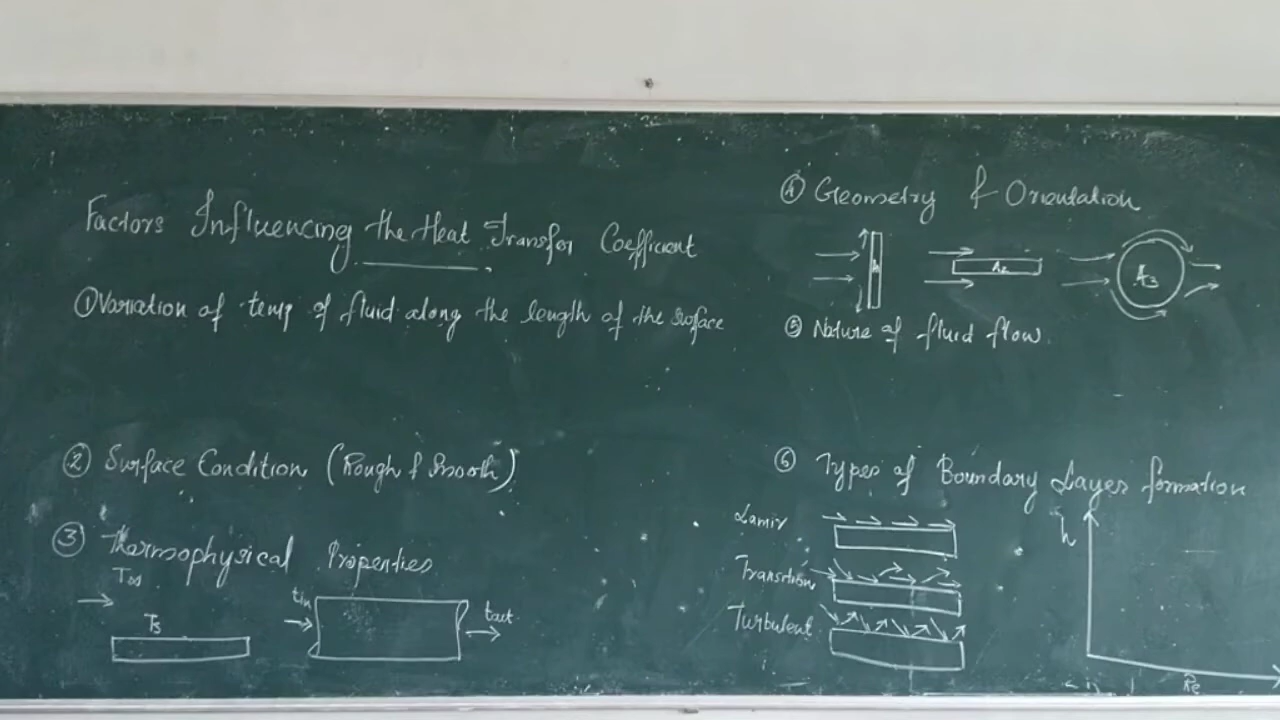 Factors Influencing the Heat Transfer Coefficient
① Variation of temp of fluid along the length of the surface
② Surface Condition (Rough & Smooth)
③ Thermophysical Properties
T∞
Ts
tin
tout
④ Geometry & Orientation
A2
A3
⑤ Nature of fluid flow.
⑥ Types of Boundary Layer formation
Lamir
Transition
Turbulent
h
Re